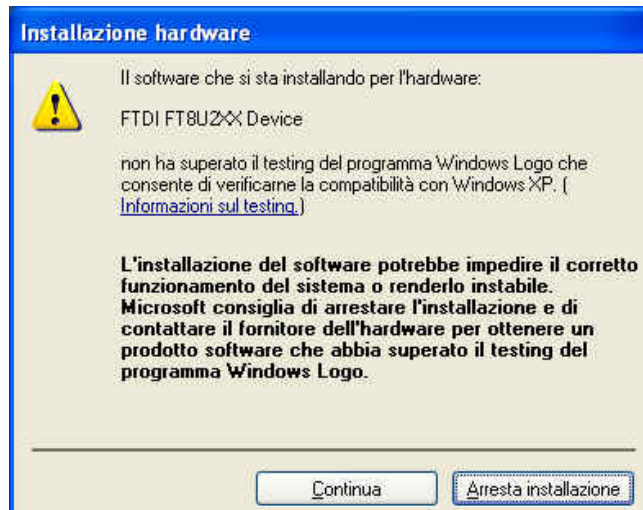 Installazione hardware
Il software che si sta installando per l'hardware:
FTDI FT8U2XX Device
non ha superato il testing del programma Windows Logo che
consente di verificarne la compatibilità con Windows XP. (
Informazioni sul testing.)
L'installazione del software potrebbe impedire il corretto
funzionamento del sistema o renderlo instabile.
Microsoft consiglia di arrestare l'installazione e di
contattare il fornitore dell'hardware per ottenere un
prodotto software che abbia superato il testing del
programma Windows Logo.
Continua
Arresta installazione